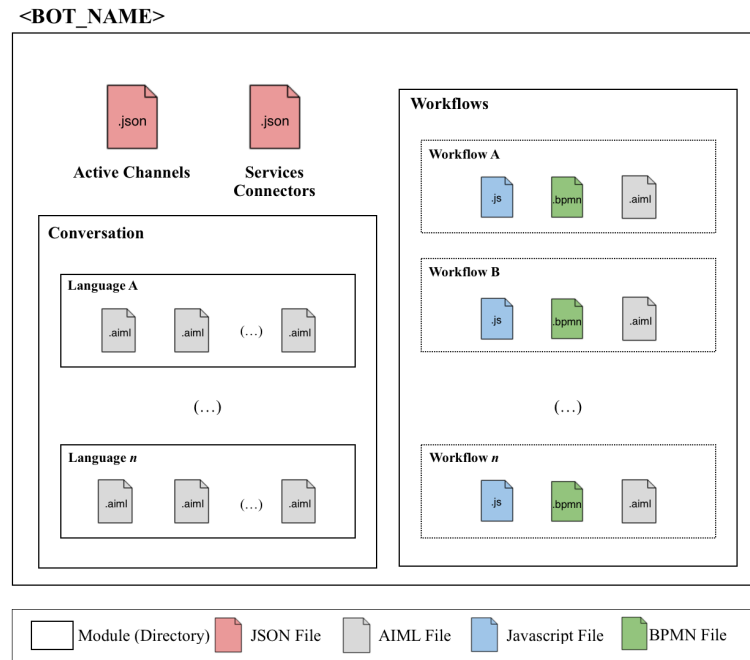 <BOT_NAME>
.json
.json
Active Channels
Services
Connectors
Conversation
Language A
.aiml
.aiml
(…)
.aiml
(…)
Language n
.aiml
.aiml
(…)
.aiml
Workflows
Workflow A
.js
.bpmn
.aiml
Workflow B
.js
.bpmn
.aiml
(…)
Workflow n
.js
.bpmn
.aiml
Module (Directory)
JSON File
AIML File
Javascript File
BPMN File